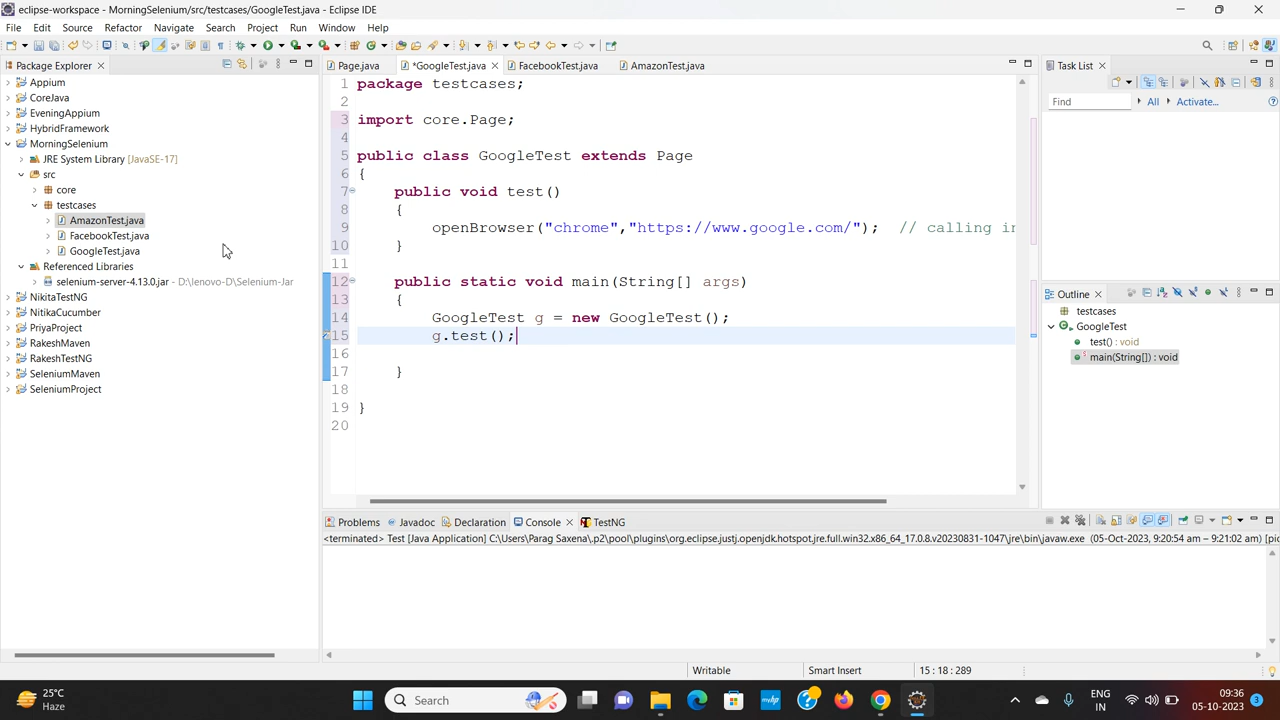 eclipse-workspace - MorningSelenium/src/testcases/GoogleTest.java - Eclipse IDE
File Edit Source Refactor Navigate Search Project Run Window Help
Package Explorer
Appium
CoreJava
EveningAppium
HybridFramework
MorningSelenium
JRE System Library [JavaSE-17]
src
core
testcases
AmazonTest.java
FacebookTest.java
GoogleTest.java
Referenced Libraries
selenium-server-4.13.0.jar - D:\lenovo-D\Selenium-Jar
NikitaTestNG
NitikaCucumber
PriyaProject
RakeshMaven
RakeshTestNG
SeleniumMaven
SeleniumProject
Page.java *GoogleTest.java FacebookTest.java AmazonTest.java
1 package testcases;
2
3 import core.Page;
4
5 public class GoogleTest extends Page
6 {
7 public void test()
8 {
9 openBrowser("chrome","https://www.google.com/"); // calling in
10 }
11
12 public static void main(String[] args)
13 {
14 GoogleTest g = new GoogleTest();
15 g.test();
16
17 }
18
19 }
20
Task List
Find All Activate...
Outline
testcases
GoogleTest
test() : void
main(String[]) : void
Problems Javadoc Declaration Console TestNG
<terminated> Test [Java Application] C:\Users\Parag Saxena\.p2\pool\plugins\org.eclipse.justj.openjdk.hotspot.jre.full.win32.x86_64_17.0.8.v20230831-1047\jre\bin\javaw.exe (05-Oct-2023, 9:20:54 am – 9:21:02 am) [pic
Writable Smart Insert 15 : 18 : 289
25°C
Haze
Search
ENG
IN
09:36
05-10-2023
3